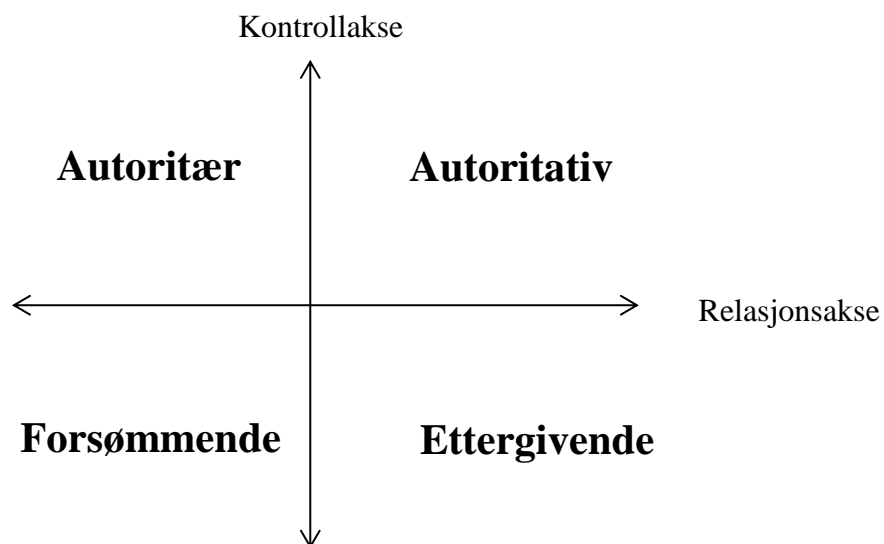 Kontrollakse
Autoritær
Autoritativ
Relasjonsakse
Forsømmende
Ettergivende